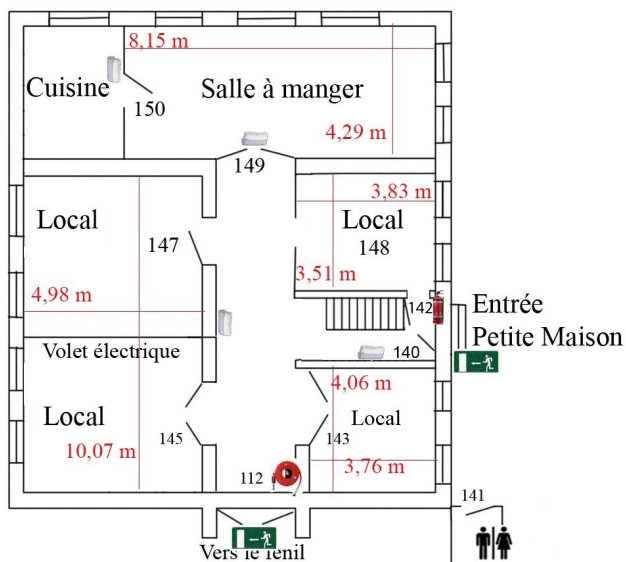 8,15 m
Cuisine
Salle à manger
150
4,29 m
149
3,83 m
Local
147
Local
148
3,51 m
4,98 m
142
Entrée
Petite Maison
Volet électrique
140
4,06 m
Local
Local
10,07 m
145
143
3,76 m
112
141
Vers le fenil